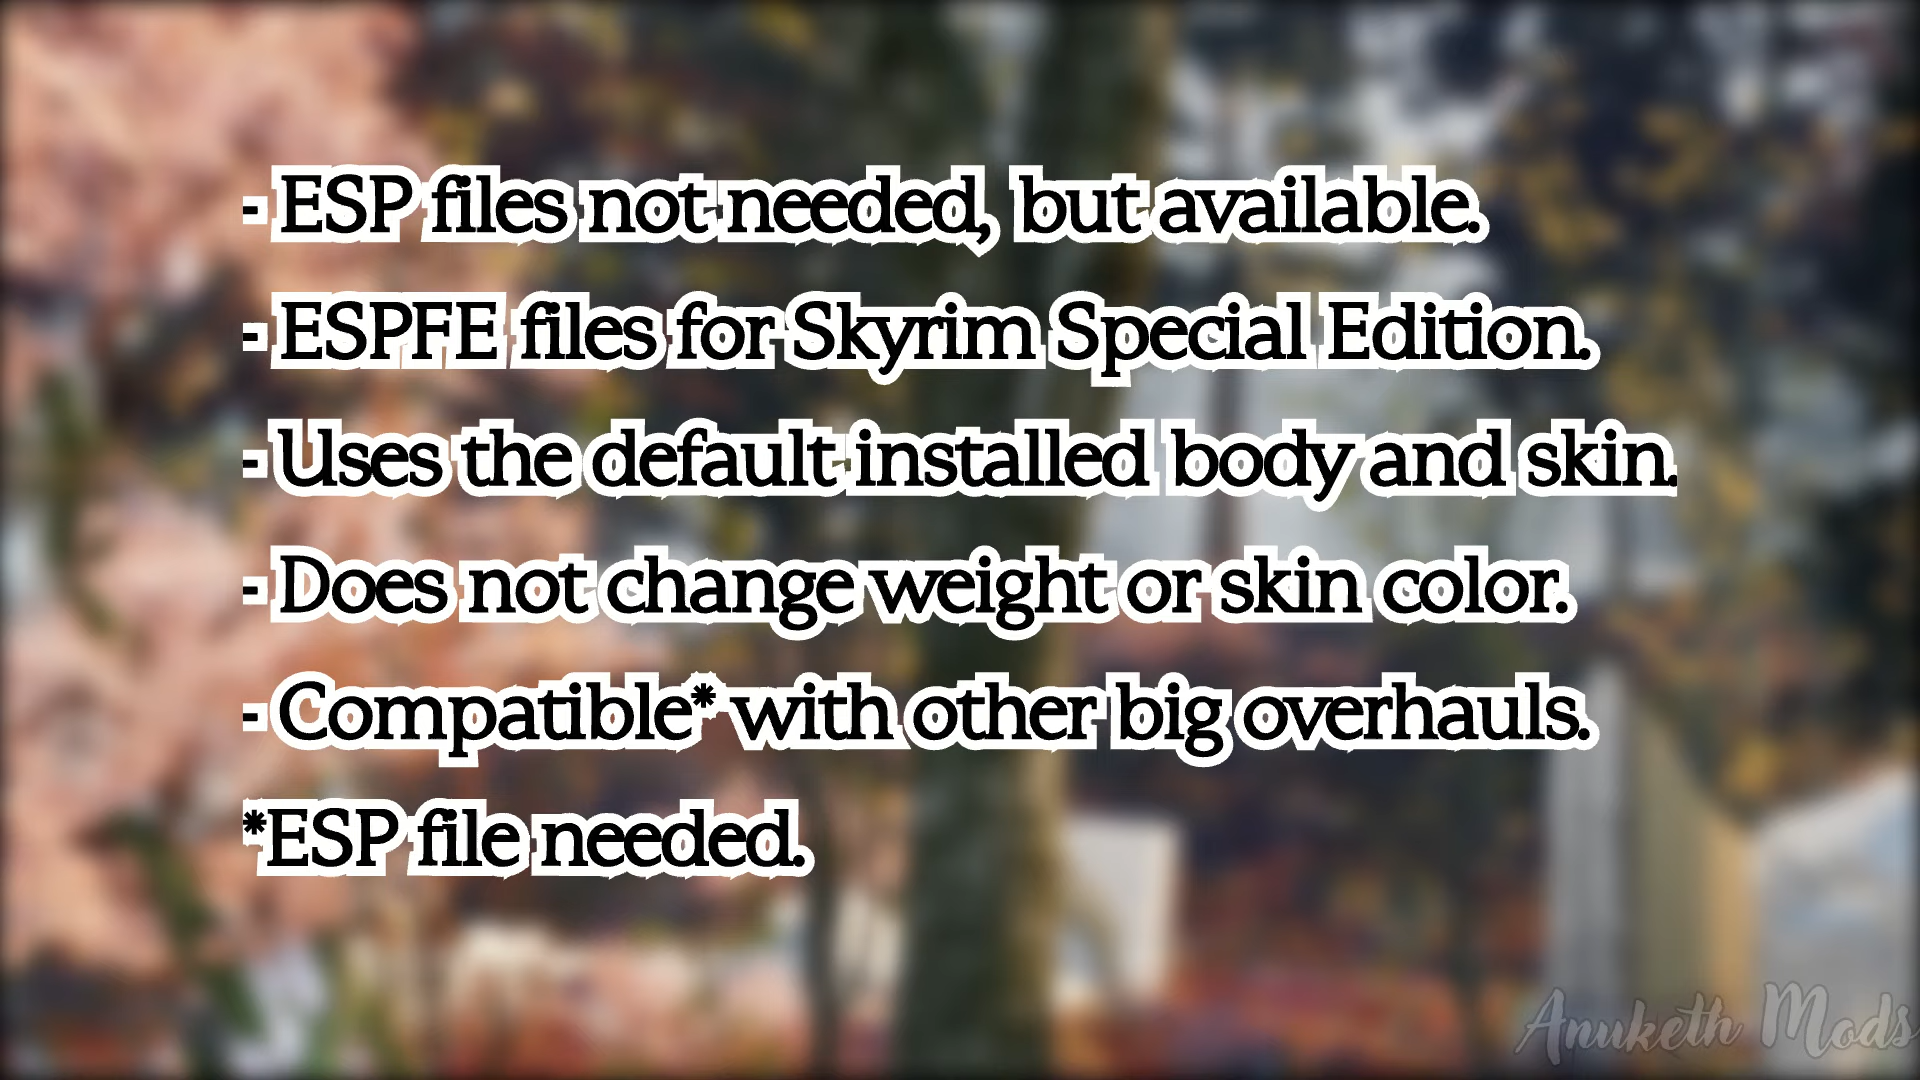 - ESP files not needed, but available.
- ESPFE files for Skyrim Special Edition.
- Uses the default installed body and skin.
- Does not change weight or skin color.
- Compatible* with other big overhauls.
*ESP file needed.
Anuketh Mods